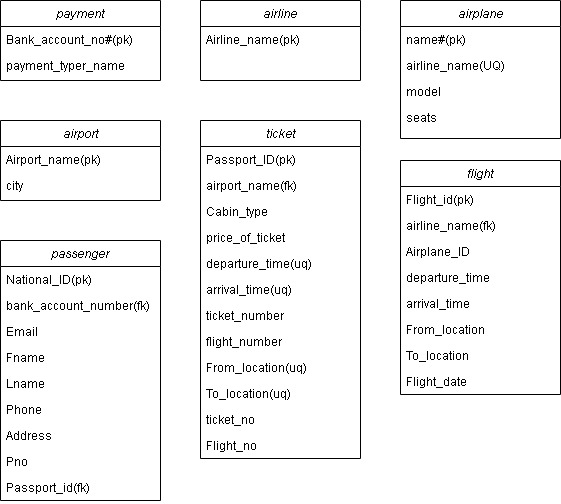 payment
Bank_account_no#(pk)
payment_typer_name
airline
Airline_name(pk)
airplane
name#(pk)
airline_name(UQ)
model
seats
airport
Airport_name(pk)
city
ticket
Passport_ID(pk)
airport_name(fk)
Cabin_type
price_of_ticket
departure_time(uq)
arrival_time(uq)
ticket_number
flight_number
From_location(uq)
To_location(uq)
ticket_no
Flight_no
flight
Flight_id(pk)
airline_name(fk)
Airplane_ID
departure_time
arrival_time
From_location
To_location
Flight_date
passenger
National_ID(pk)
bank_account_number(fk)
Email
Fname
Lname
Phone
Address
Pno
Passport_id(fk)